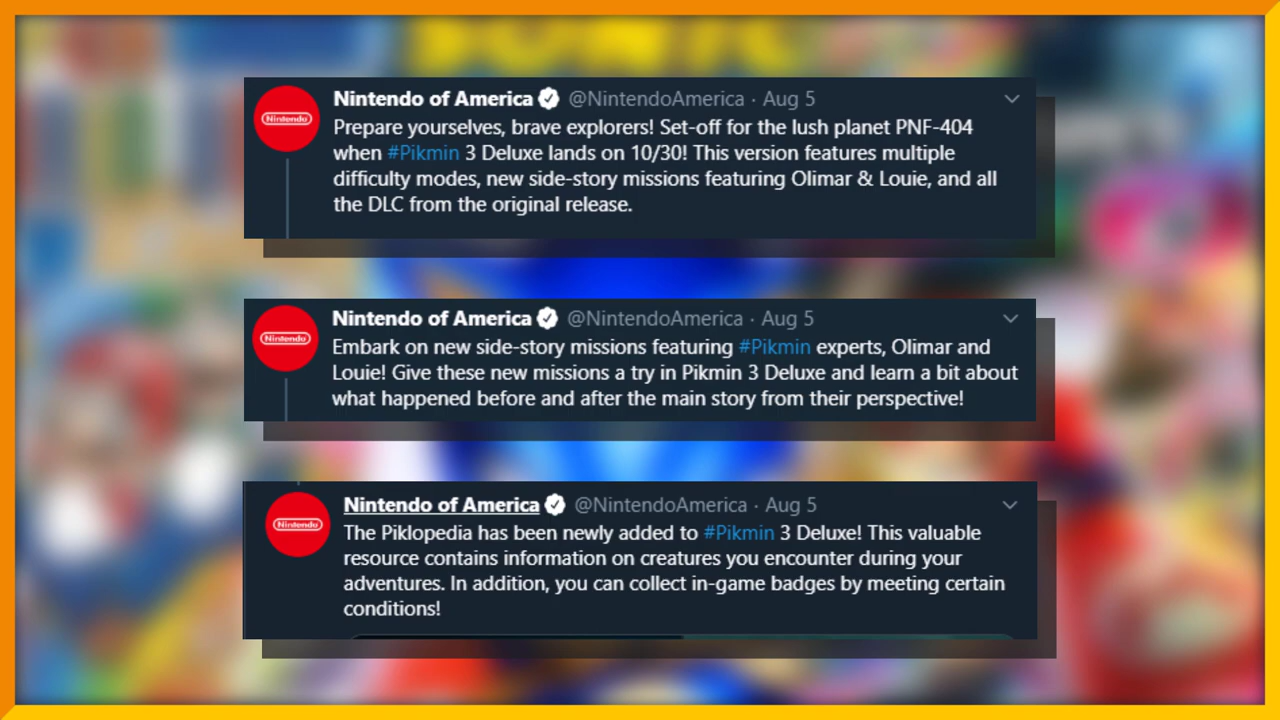 Nintendo of America @NintendoAmerica · Aug 5
Nintendo
Prepare yourselves, brave explorers! Set-off for the lush planet PNF-404
when #Pikmin 3 Deluxe lands on 10/30! This version features multiple
difficulty modes, new side-story missions featuring Olimar & Louie, and all
the DLC from the original release.
Nintendo of America @NintendoAmerica · Aug 5
Nintendo
Embark on new side-story missions featuring #Pikmin experts, Olimar and
Louie! Give these new missions a try in Pikmin 3 Deluxe and learn a bit about
what happened before and after the main story from their perspective!
Nintendo of America @NintendoAmerica · Aug 5
Nintendo
The Piklopedia has been newly added to #Pikmin 3 Deluxe! This valuable
resource contains information on creatures you encounter during your
adventures. In addition, you can collect in-game badges by meeting certain
conditions!